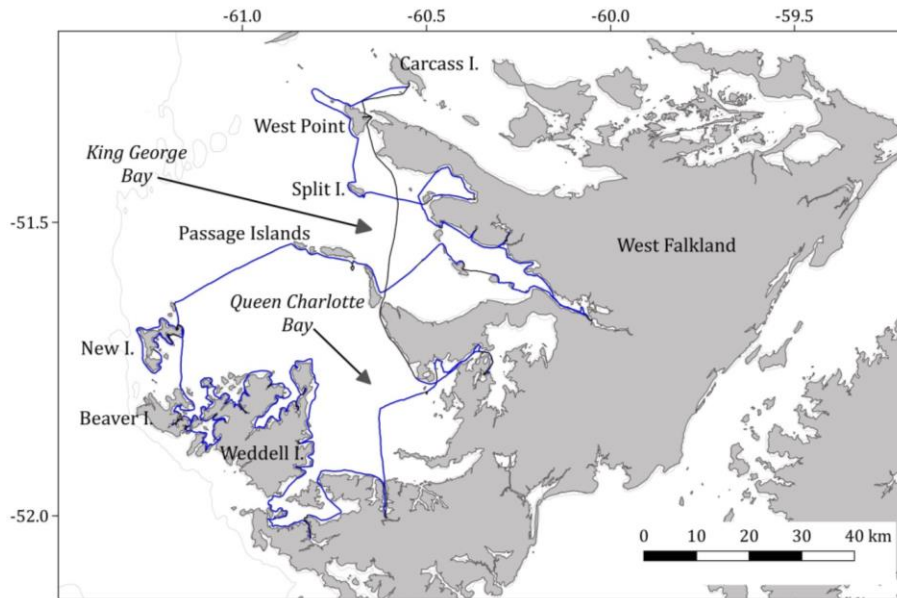 -61.0 -60.5 -60.0 -59.5
Carcass I.
West Point
King George
Bay
Split I.
-51.5
Passage Islands
West Falkland
Queen Charlotte
Bay
New I.
Beaver I.
Weddell I.
-52.0
0 10 20 30 40 km